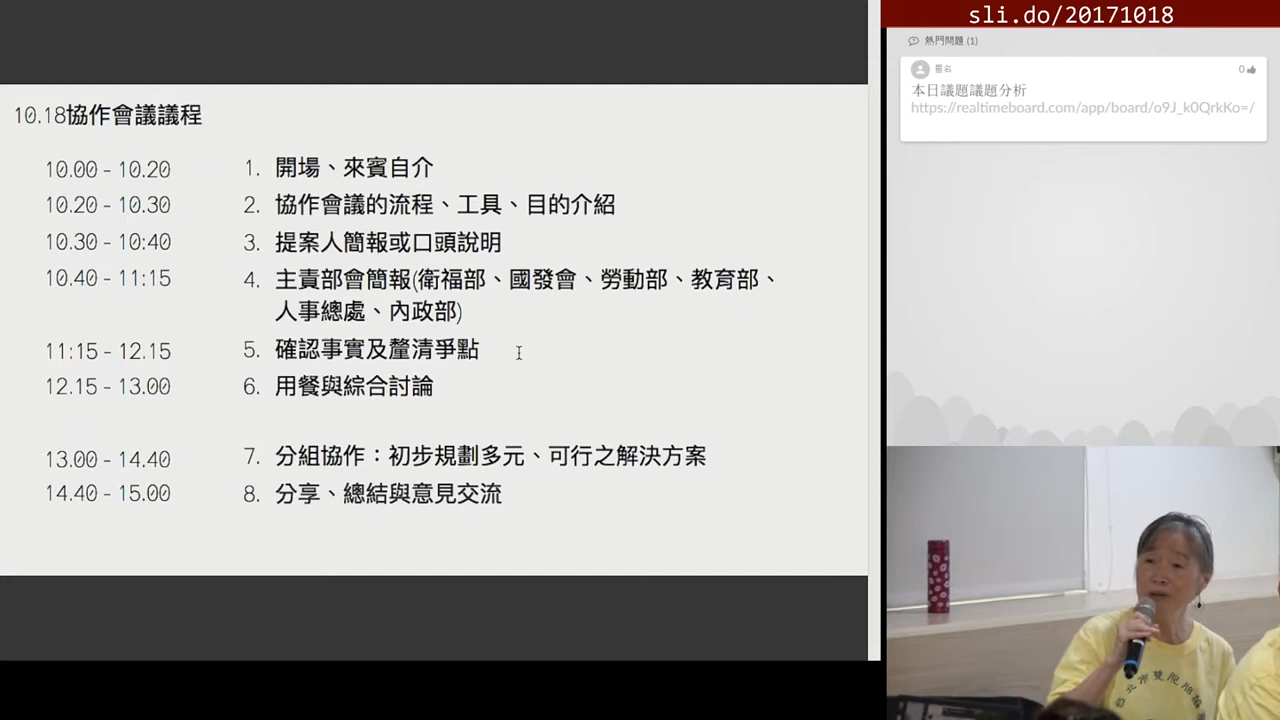 10.18協作會議議程
10.00 - 10.20 1. 開場、來賓自介
10.20 - 10.30 2. 協作會議的流程、工具、目的介紹
10.30 - 10:40 3. 提案人簡報或口頭說明
10.40 - 11:15 4. 主責部會簡報(衛福部、國發會、勞動部、教育部、
人事總處、內政部)
11:15 - 12.15 5. 確認事實及釐清爭點
12.15 - 13.00 6. 用餐與綜合討論
13.00 - 14.40 7. 分組協作：初步規劃多元、可行之解決方案
14.40 - 15.00 8. 分享、總結與意見交流
sli.do/20171018
熱門問題 (1)
匿名 0
本日議題議題分析
https://realtimeboard.com/app/board/o9J_k0QrkKo=/
台北市雙胞胎協